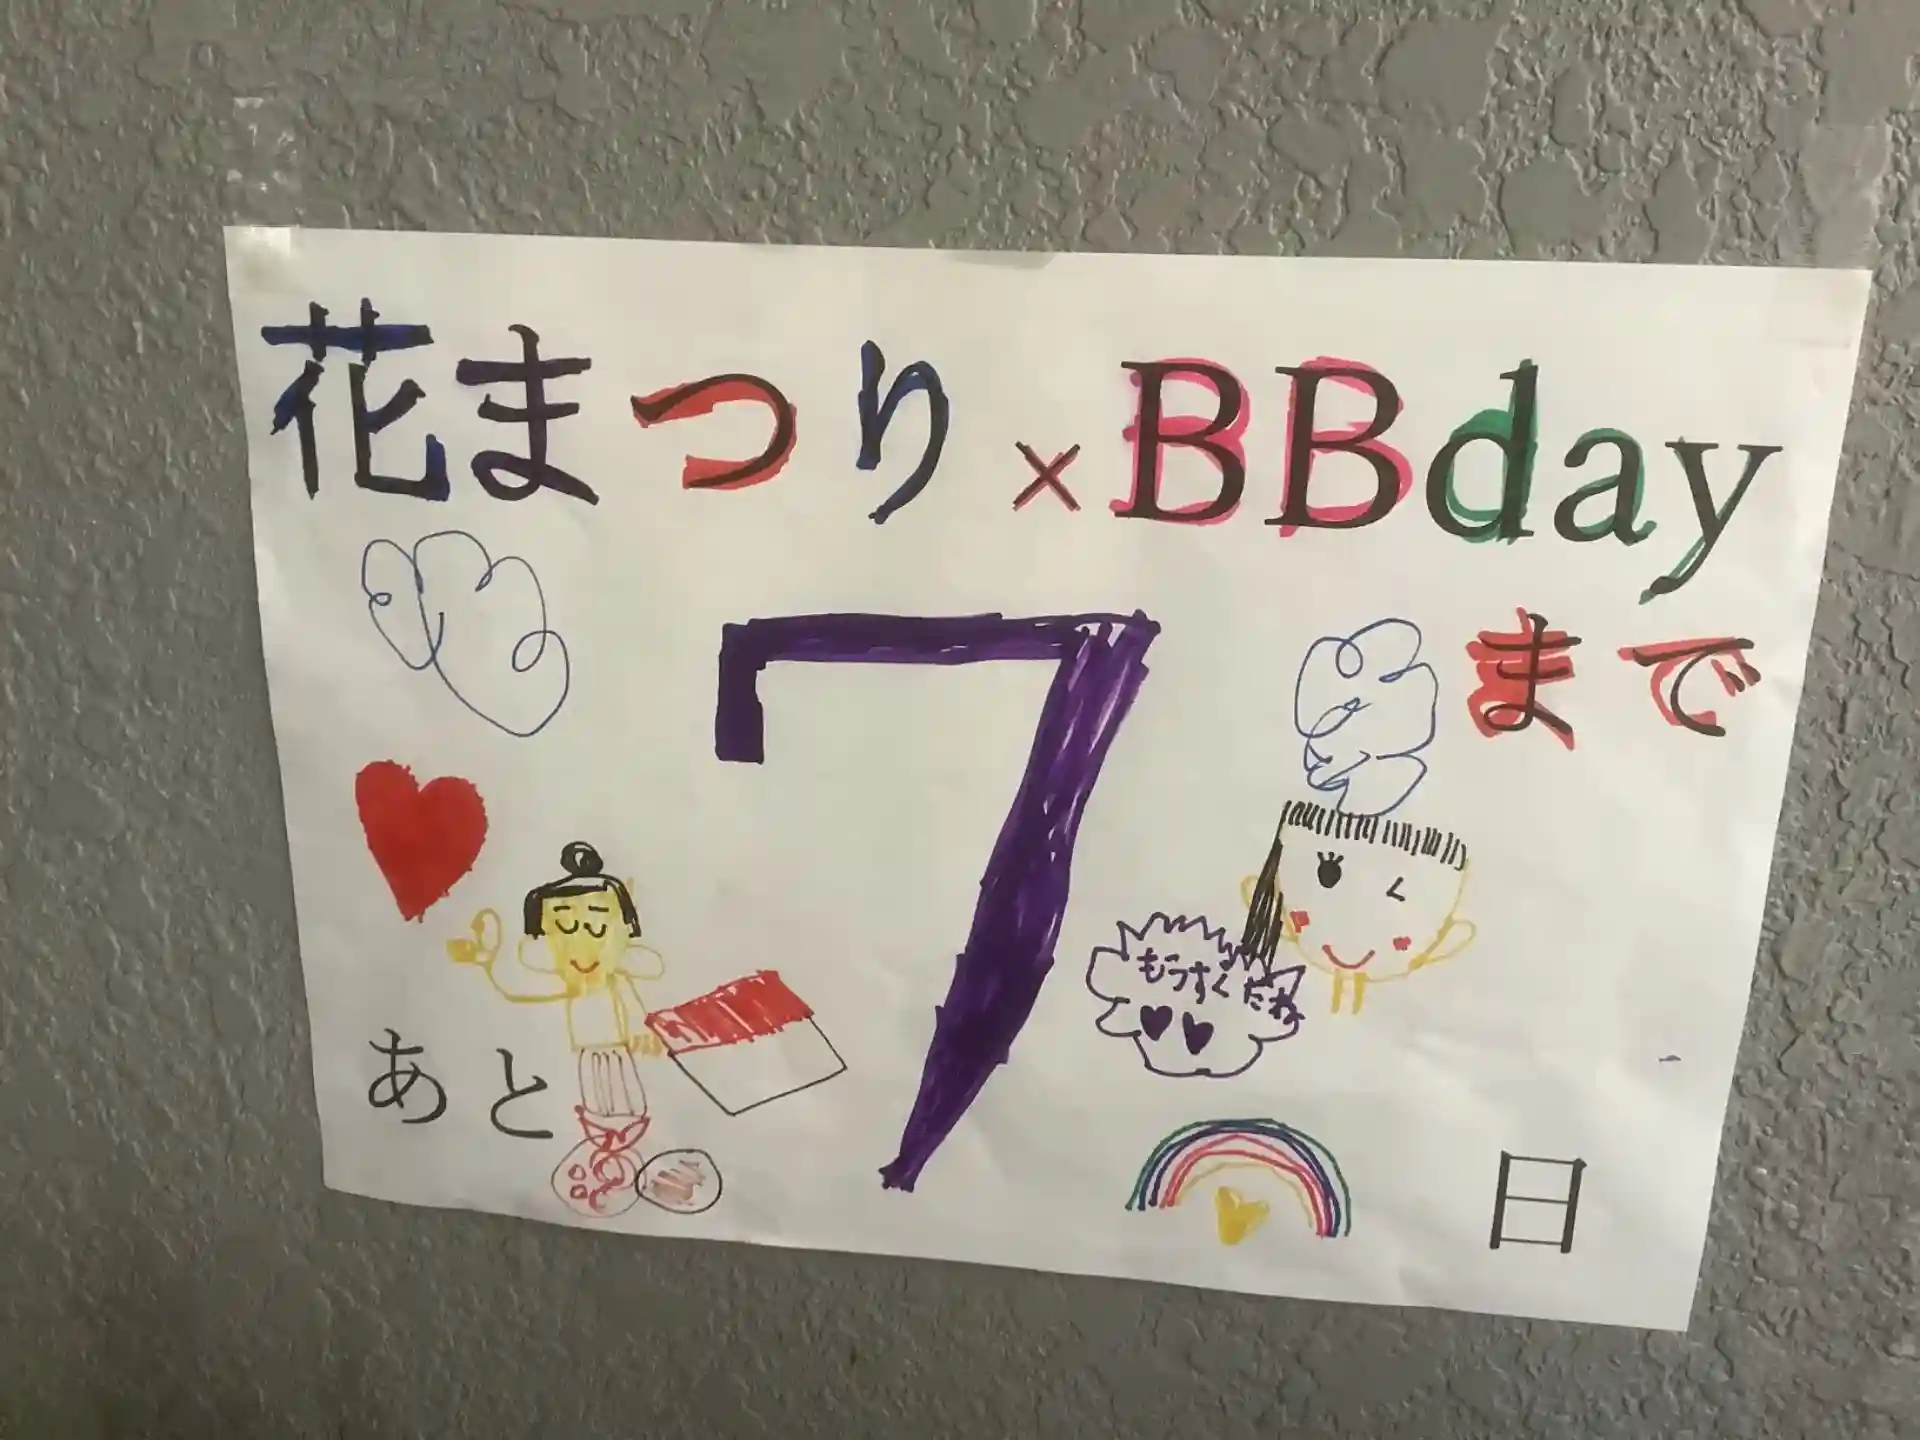 花まつり×BBday
まで
7
もうすぐだね
あと
日